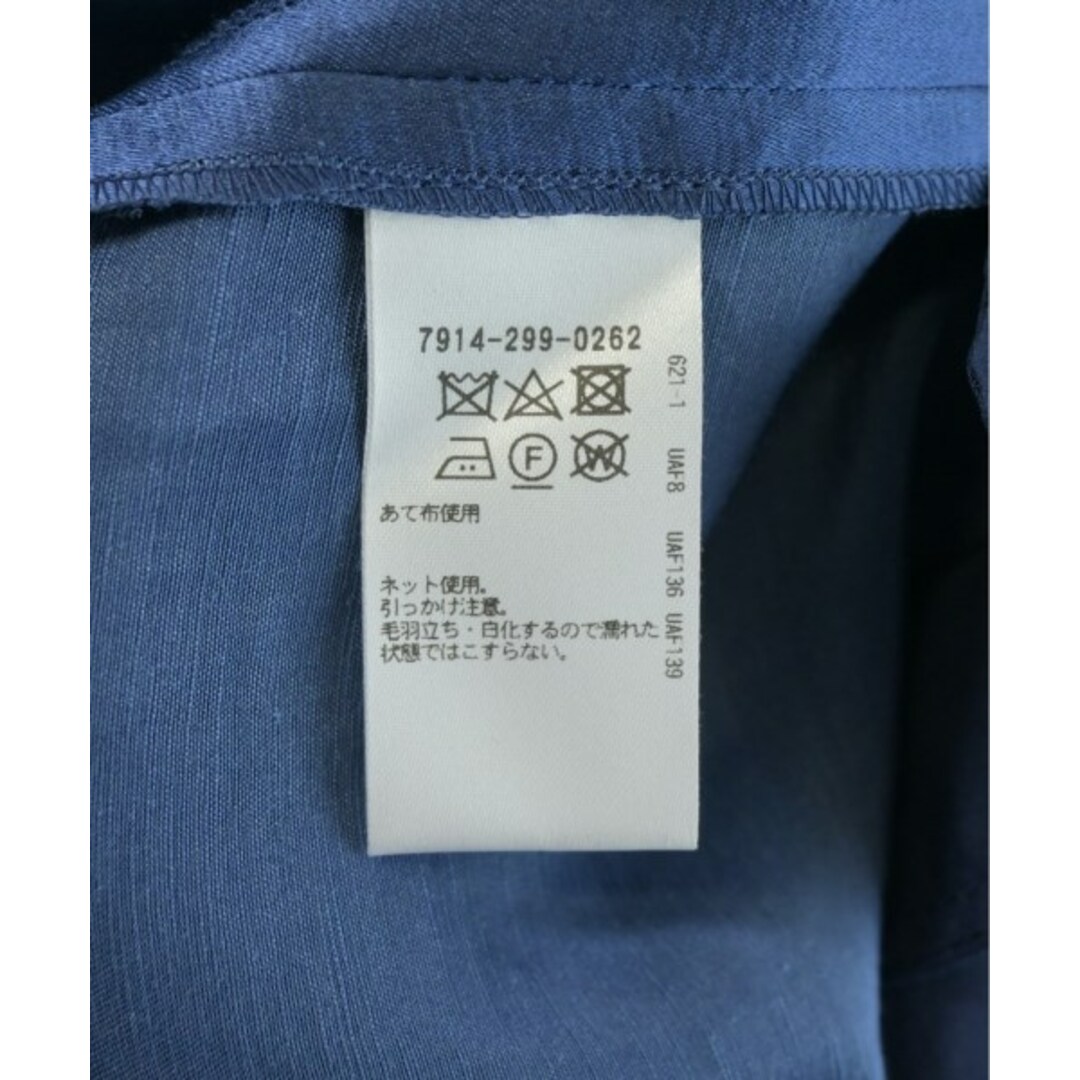 7914-299-0262
F
W
あて布使用
ネット使用。
引っかけ注意。
毛羽立ち・白化するので濡れた
状態ではこすらない。
621-1 UAF8 UAF136 UAF139